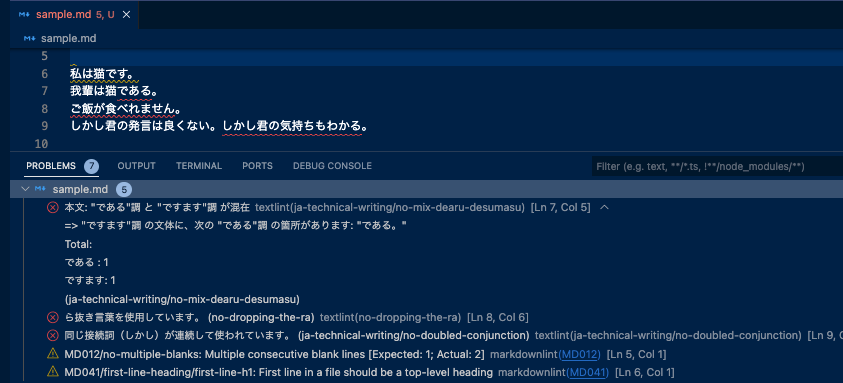 sample.md 5, U
sample.md
5
6 私は猫です。
7 我輩は猫である。
8 ご飯が食べれません。
9 しかし君の発言は良くない。しかし君の気持ちもわかる。
10
PROBLEMS 7 OUTPUT TERMINAL PORTS DEBUG CONSOLE Filter (e.g. text, **/*.ts, !**/node_modules/**)
sample.md 5
本文: "である"調 と "ですます"調 が混在 textlint(ja-technical-writing/no-mix-dearu-desumasu) [Ln 7, Col 5]
=> "ですます"調 の文体に、次の "である"調 の箇所があります: "である。"
Total:
である : 1
ですます: 1
(ja-technical-writing/no-mix-dearu-desumasu)
ら抜き言葉を使用しています。 (no-dropping-the-ra) textlint(no-dropping-the-ra) [Ln 8, Col 6]
同じ接続詞（しかし）が連続して使われています。 (ja-technical-writing/no-doubled-conjunction) textlint(ja-technical-writing/no-doubled-conjunction) [Ln 9,
MD012/no-multiple-blanks: Multiple consecutive blank lines [Expected: 1; Actual: 2] markdownlint(MD012) [Ln 5, Col 1]
MD041/first-line-heading/first-line-h1: First line in a file should be a top-level heading markdownlint(MD041) [Ln 6, Col 1]